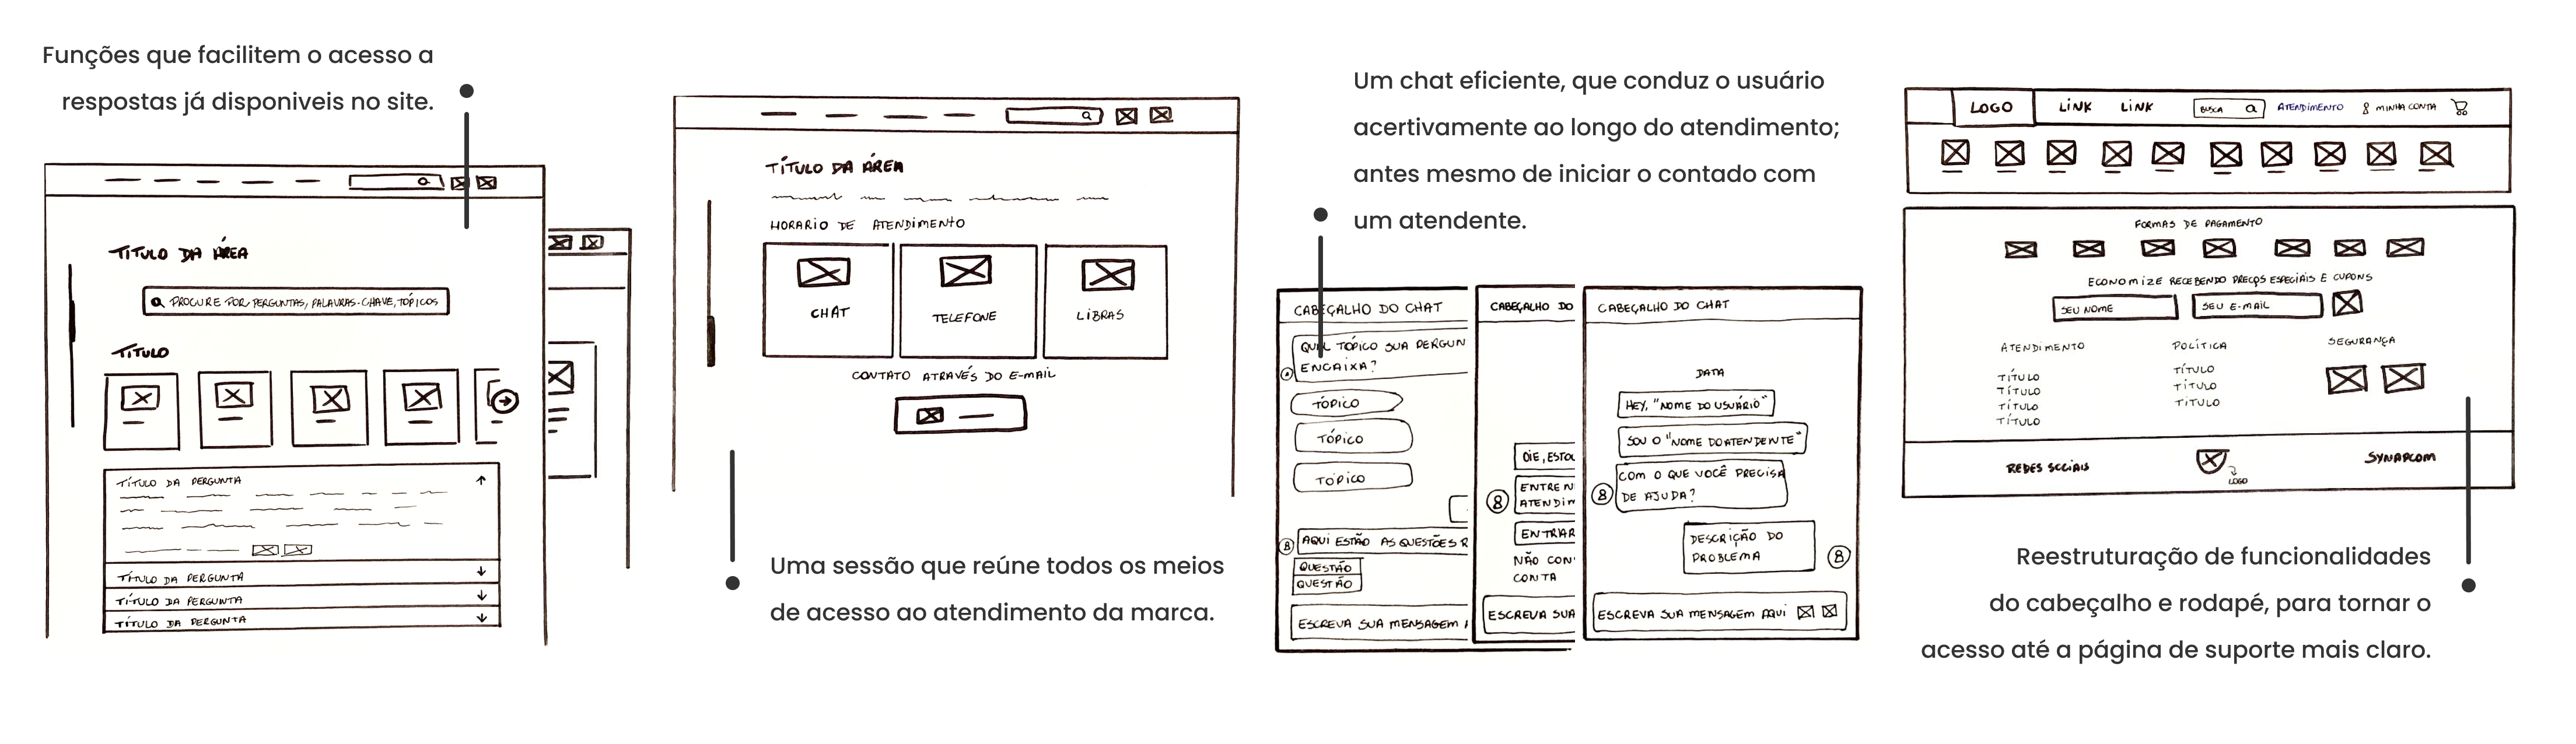 Funções que facilitem o acesso a
respostas já disponiveis no site.
TÍTULO DA ÁREA
PROCURE POR PERGUNTAS, PALAVRAS-CHAVE, TÓPICOS
TÍTULO
TÍTULO DA PERGUNTA
TÍTULO DA PERGUNTA
TÍTULO DA PERGUNTA
TÍTULO DA PERGUNTA
TÍTULO DA ÁREA
HORARIO DE ATENDIMENTO
CHAT
TELEFONE
LIBRAS
CONTATO ATRAVÉS DO E-MAIL
Uma sessão que reúne todos os meios
de acesso ao atendimento da marca.
Um chat eficiente, que conduz o usuário
acertivamente ao longo do atendimento;
antes mesmo de iniciar o contado com
um atendente.
CABEÇALHO DO CHAT
QUAL TÓPICO SUA PERGUN
ENCAIXA?
TÓPICO
TÓPICO
TÓPICO
AQUI ESTÃO AS QUESTÕES R
QUESTÃO
QUESTÃO
ESCREVA SUA MENSAGEM A
CABEÇALHO DO
OIE, ESTOU
ENTRE N
ATENDIM
ENTRAR
NÃO CON
CONTA
ESCREVA SUA
CABEÇALHO DO CHAT
DATA
HEY, "NOME DO USUÁRIO"
SOU O "NOME DO ATENDENTE"
COM O QUE VOCÊ PRECISA
DE AJUDA?
DESCRIÇÃO DO
PROBLEMA
ESCREVA SUA MENSAGEM AQUI
LOGO LINK LINK BUSCA ATENDIMENTO MINHA CONTA
FORMAS DE PAGAMENTO
ECONOMIZE RECEBENDO PREÇOS ESPECIAIS E CUPONS
SEU NOME SEU E-MAIL
ATENDIMENTO
TÍTULO
TÍTULO
TÍTULO
TÍTULO
POLÍTICA
TÍTULO
TÍTULO
TÍTULO
SEGURANÇA
REDES SOCIAIS
LOGO
SYNAPCOM
Reestruturação de funcionalidades
do cabeçalho e rodapé, para tornar o
acesso até a página de suporte mais claro.